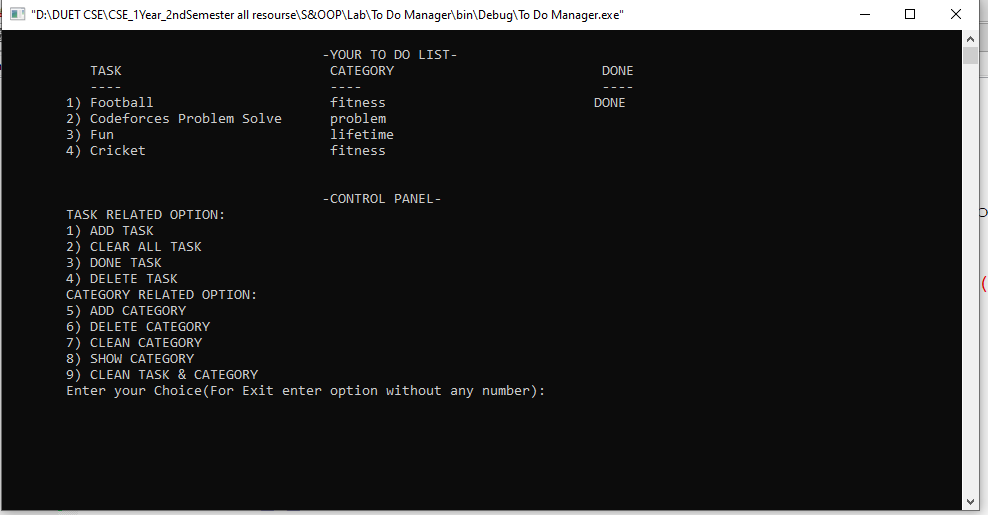 "D:\DUET CSE\CSE_1Year_2ndSemester all resourse\S&OOP\Lab\To Do Manager\bin\Debug\To Do Manager.exe"
-YOUR TO DO LIST-
TASK CATEGORY DONE
---- ---- ----
1) Football fitness DONE
2) Codeforces Problem Solve problem
3) Fun lifetime
4) Cricket fitness
-CONTROL PANEL-
TASK RELATED OPTION:
1) ADD TASK
2) CLEAR ALL TASK
3) DONE TASK
4) DELETE TASK
CATEGORY RELATED OPTION:
5) ADD CATEGORY
6) DELETE CATEGORY
7) CLEAN CATEGORY
8) SHOW CATEGORY
9) CLEAN TASK & CATEGORY
Enter your Choice(For Exit enter option without any number):